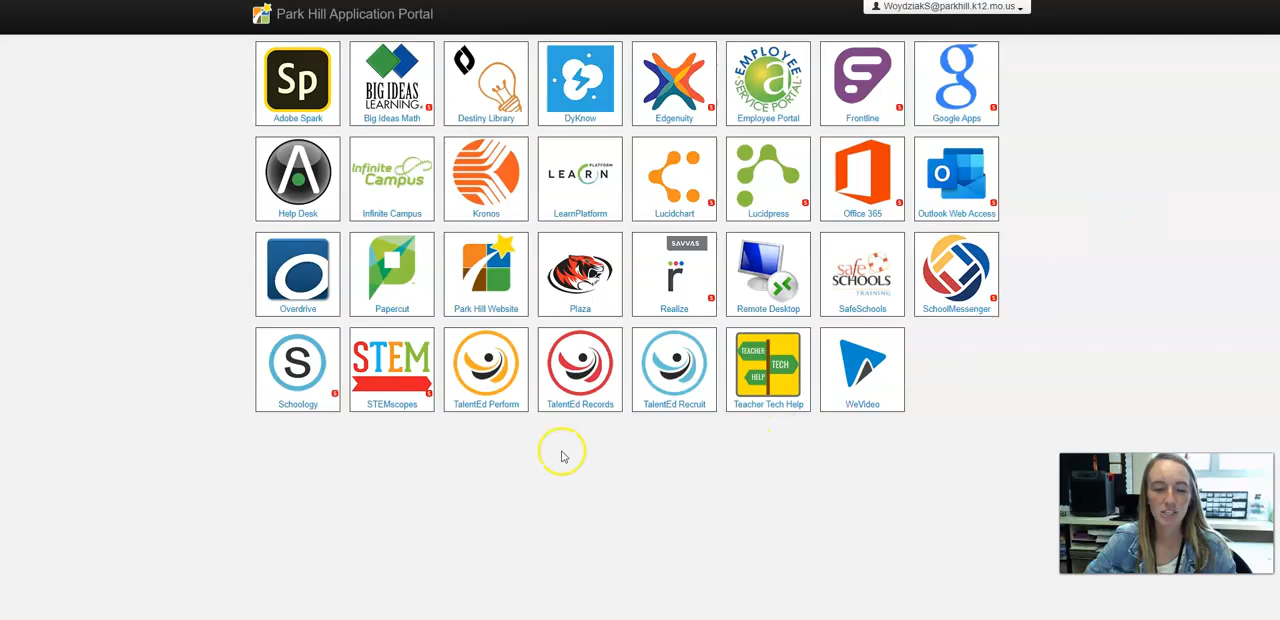 Park Hill Application Portal
WoydziakS@parkhill.k12.mo.us
Sp
Adobe Spark
BIG IDEAS
LEARNING
Big Ideas Math
Destiny Library
DyKnow
Edgenuity
EMPLOYEE
a
SERVICE PORTAL
Employee Portal
Frontline
g
Google Apps
Help Desk
Infinite
Campus
Infinite Campus
Kronos
PLATFORM
LEARN
LearnPlatform
Lucidchart
Lucidpress
Office 365
O
Outlook Web Access
Overdrive
Papercut
Park Hill Website
Plaza
SAVVAS
r
Realize
Remote Desktop
safe
SCHOOLS
TRAINING
SafeSchools
SchoolMessenger
S
Schoology
STEM
STEMscopes
TalentEd Perform
TalentEd Records
TalentEd Recruit
TEACHER
TECH
HELP
Teacher Tech Help
WeVideo